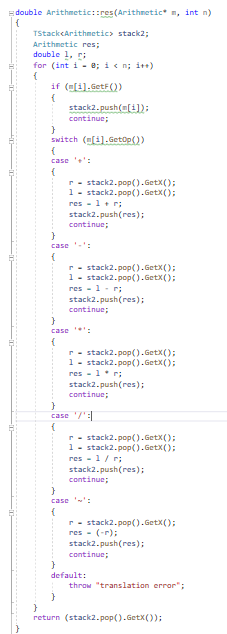 double Arithmetic::res(Arithmetic* m, int n)
{
TStack<Arithmetic> stack2;
Arithmetic res;
double l, r;
for (int i = 0; i < n; i++)
{
if (m[i].GetF())
{
stack2.push(m[i]);
continue;
}
switch (m[i].GetOp())
{
case '+':
{
r = stack2.pop().GetX();
l = stack2.pop().GetX();
res = l + r;
stack2.push(res);
continue;
}
case '-':
{
r = stack2.pop().GetX();
l = stack2.pop().GetX();
res = l - r;
stack2.push(res);
continue;
}
case '*':
{
r = stack2.pop().GetX();
l = stack2.pop().GetX();
res = l * r;
stack2.push(res);
continue;
}
case '/':
{
r = stack2.pop().GetX();
l = stack2.pop().GetX();
res = l / r;
stack2.push(res);
continue;
}
case '~':
{
r = stack2.pop().GetX();
res = (-r);
stack2.push(res);
continue;
}
default:
throw "translation error";
}
}
return (stack2.pop().GetX());
}